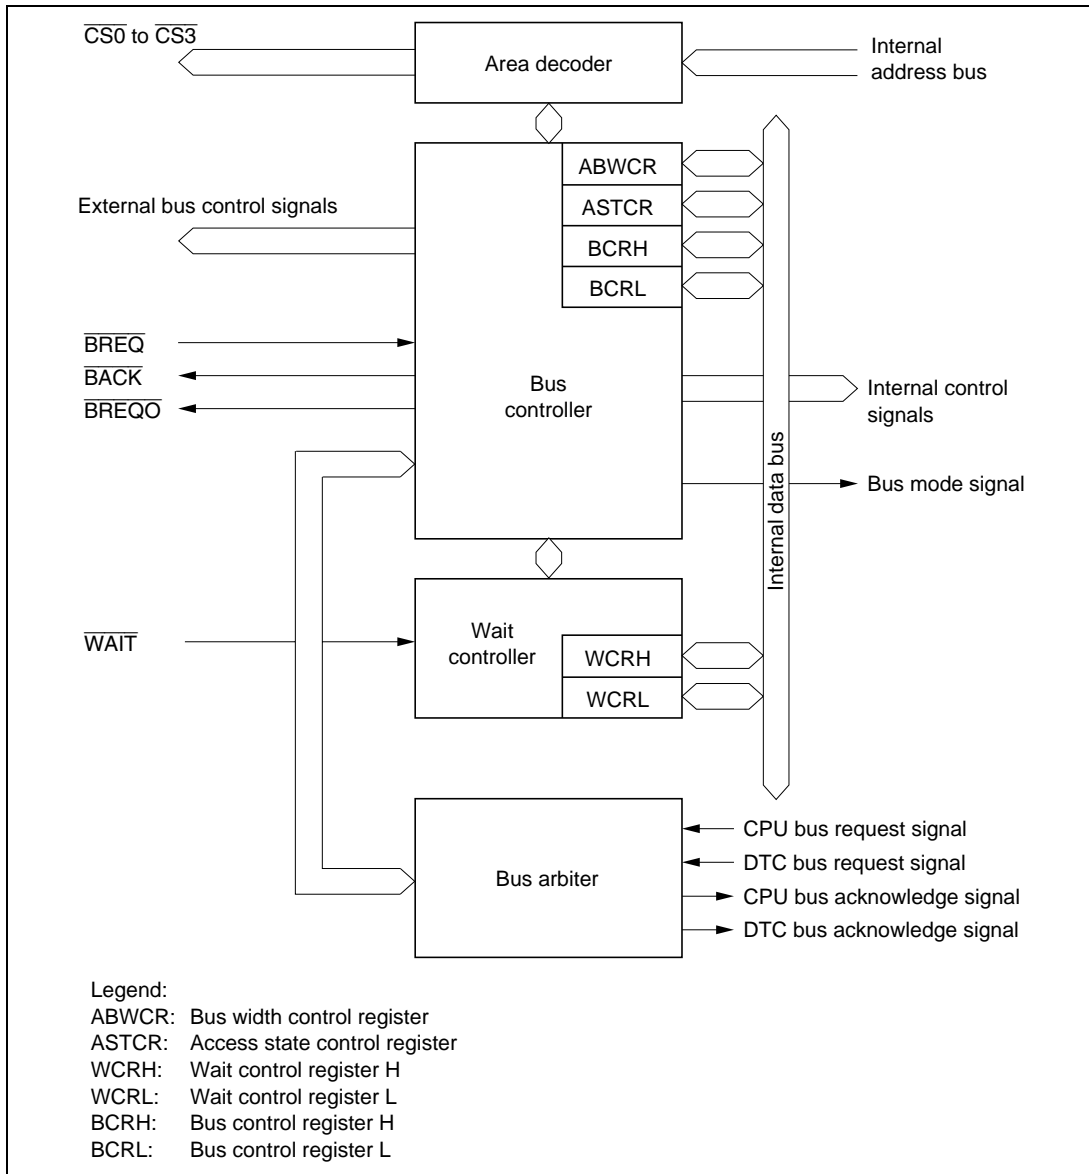 CS0 to CS3
Area decoder
Internal
address bus
ABWCR
ASTCR
External bus control signals
BCRH
BCRL
BREQ
BACK
BREQO
Bus
controller
Internal control
signals
Internal data bus
Bus mode signal
WAIT
Wait
controller
WCRH
WCRL
Bus arbiter
CPU bus request signal
DTC bus request signal
CPU bus acknowledge signal
DTC bus acknowledge signal
Legend:
ABWCR: Bus width control register
ASTCR: Access state control register
WCRH: Wait control register H
WCRL: Wait control register L
BCRH: Bus control register H
BCRL: Bus control register L